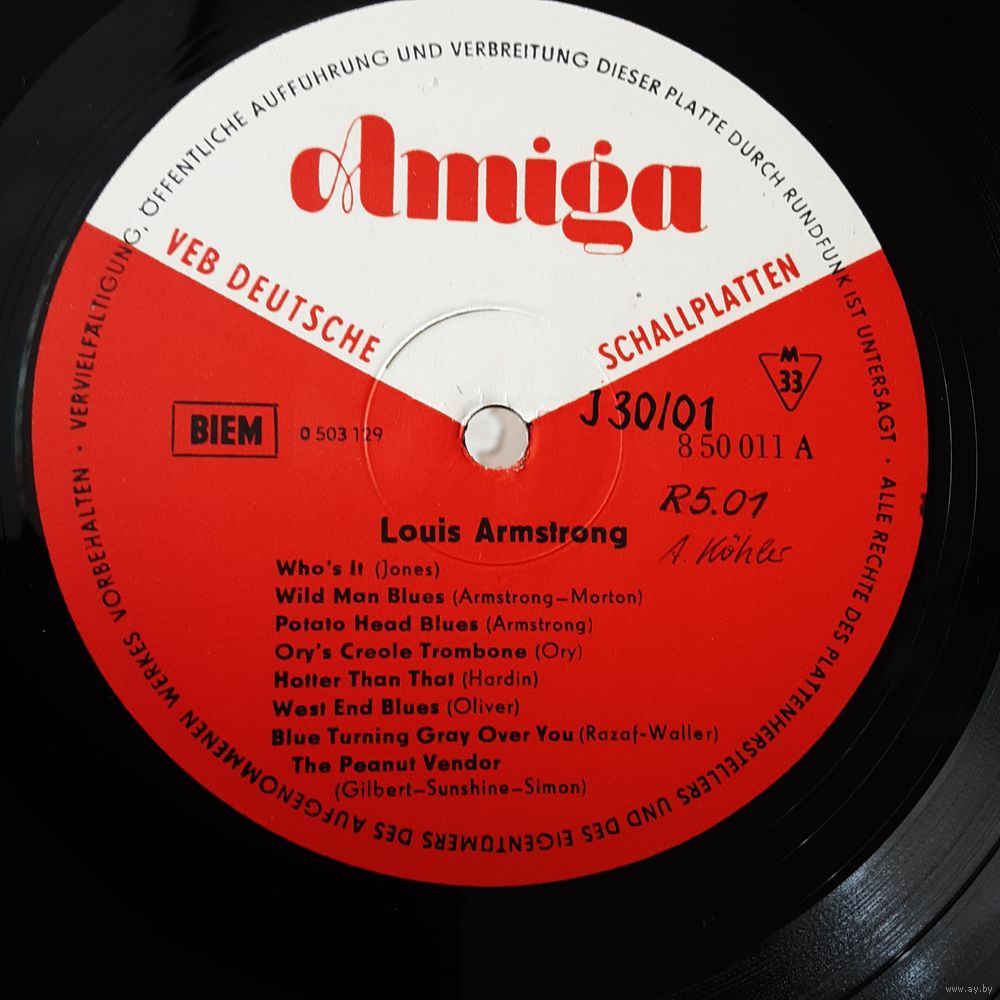 VERVIELFÄLTIGUNG, ÖFFENTLICHE AUFFÜHRUNG UND VERBREITUNG DIESER PLATTE DURCH RUNDFUNK IST UNTERSAGT · ALLE RECHTE DES PLATTENHERSTELLERS UND DES EIGENTÜMERS DES AUFGENOMMENEN WERKES VORBEHALTEN ·
Amiga
VEB DEUTSCHE SCHALLPLATTEN
M
33
J 30/01
BIEM 0 503 129
8 50 011 A
R5.01
Louis Armstrong
A. Köhler
Who's It (Jones)
Wild Man Blues (Armstrong–Morton)
Potato Head Blues (Armstrong)
Ory's Creole Trombone (Ory)
Hotter Than That (Hardin)
West End Blues (Oliver)
Blue Turning Gray Over You (Razaf-Waller)
The Peanut Vendor
(Gilbert–Sunshine–Simon)
www.ay.by